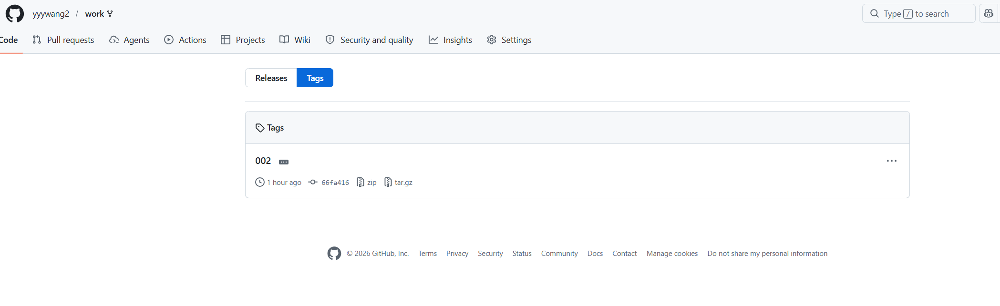 yyywang2 / work
Type / to search
Code Pull requests Agents Actions Projects Wiki Security and quality Insights Settings
Releases Tags
Tags
002
1 hour ago 66fa416 zip tar.gz
© 2026 GitHub, Inc. Terms Privacy Security Status Community Docs Contact Manage cookies Do not share my personal information